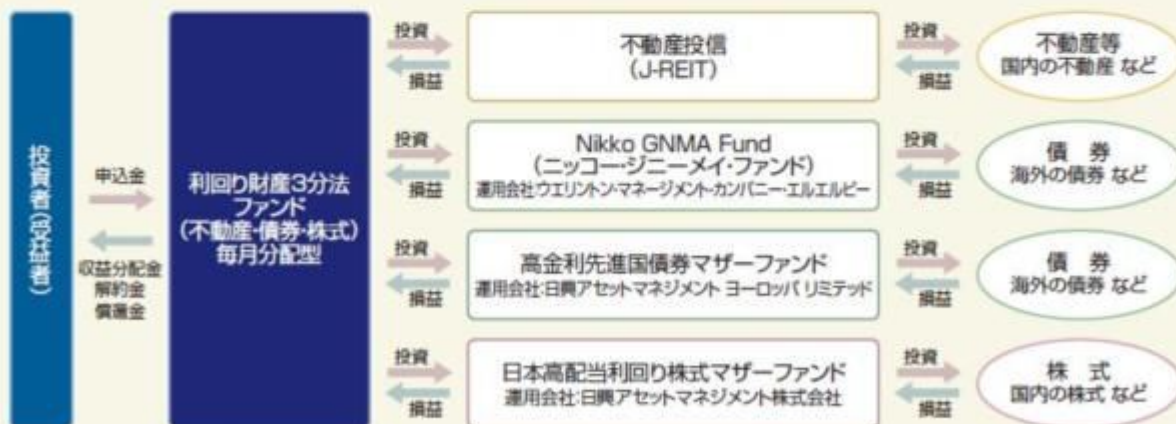 投資者(受益者)
申込金
収益分配金
解約金
償還金
利回り財産3分法
ファンド
(不動産・債券・株式)
毎月分配型
投資
損益
不動産投信
(J-REIT)
投資
損益
不動産等
国内の不動産 など
投資
損益
Nikko GNMA Fund
(ニッコー・ジニーメイ・ファンド)
運用会社ウエリントン・マネージメント・カンパニー・エルエルピー
投資
損益
債 券
海外の債券 など
投資
損益
高金利先進国債券マザーファンド
運用会社:日興アセットマネジメント ヨーロッパ リミテッド
投資
損益
債 券
海外の債券 など
投資
損益
日本高配当利回り株式マザーファンド
運用会社:日興アセットマネジメント株式会社
投資
損益
株 式
国内の株式 など